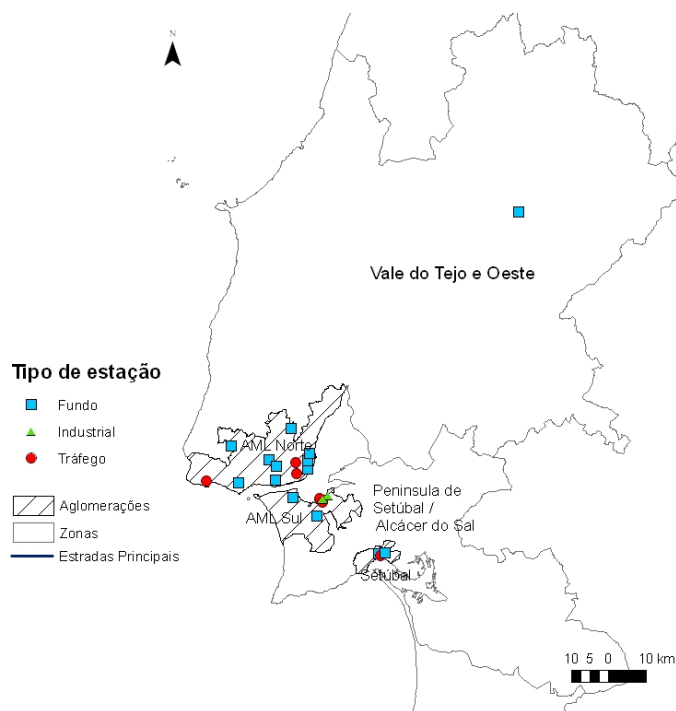 N
Vale do Tejo e Oeste
Tipo de estação
Fundo
Industrial
Tráfego
Aglomerações
Zonas
Estradas Principais
AML Norte
AML Sul
Peninsula de
Setúbal /
Alcácer do Sal
Setúbal
10 5 0 10 km